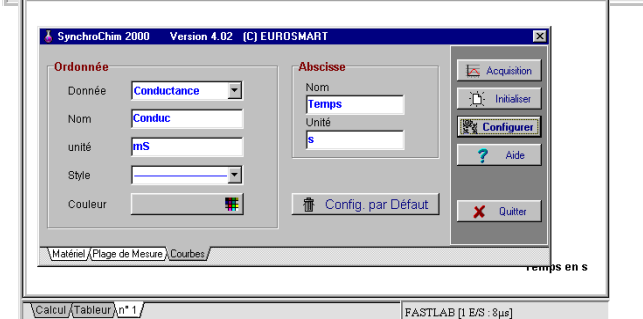 SynchroChim 2000 Version 4.02 (C) EUROSMART
Ordonnée
Donnée Conductance
Nom Conduc
unité mS
Style
Couleur
Abscisse
Nom
Temps
Unité
s
Config. par Défaut
Acquisition
Initialiser
Configurer
? Aide
Quitter
Matériel Plage de Mesure Courbes
Temps en s
Calcul Tableur n° 1
FASTLAB [1 E/S : 8µs]